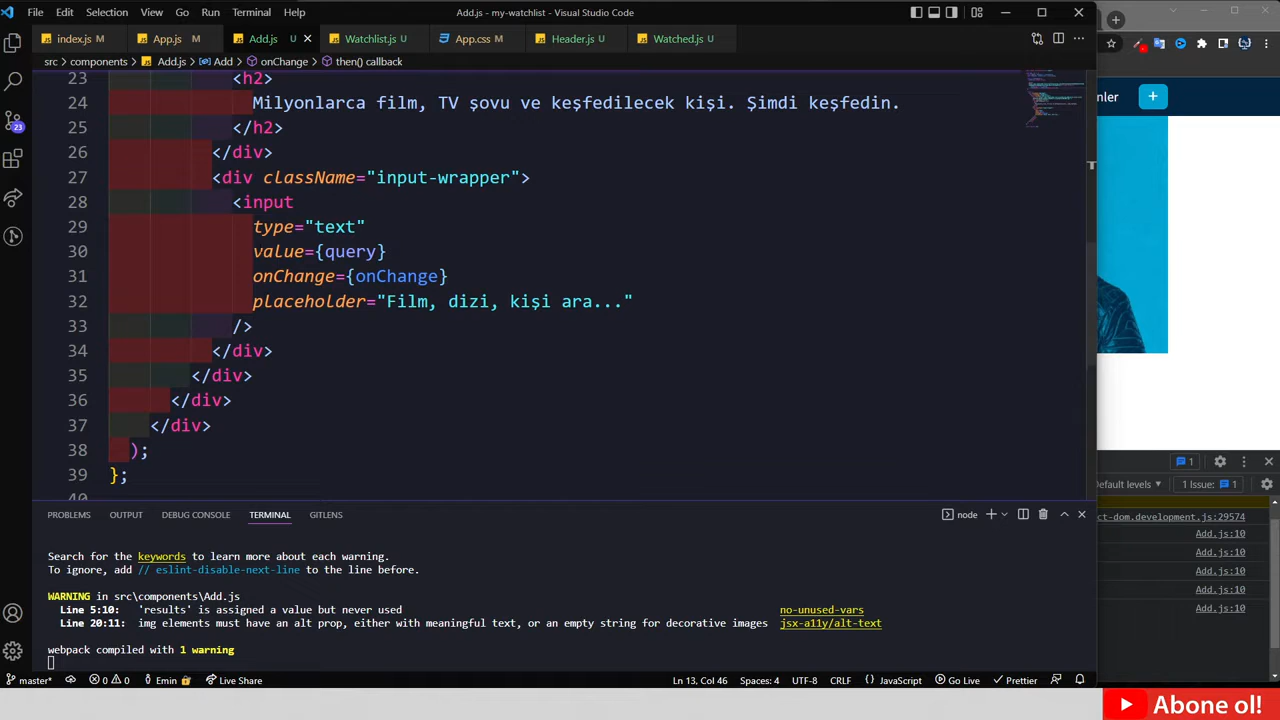 File Edit Selection View Go Run Terminal Help
Add.js - my-watchlist - Visual Studio Code
index.js M App.js M Add.js U Watchlist.js U App.css M Header.js U Watched.js U
src > components > Add.js > Add > onChange > then() callback
23 <h2>
24 Milyonlarca film, TV şovu ve keşfedilecek kişi. Şimdi keşfedin.
25 </h2>
26 </div>
27 <div className="input-wrapper">
28 <input
29 type="text"
30 value={query}
31 onChange={onChange}
32 placeholder="Film, dizi, kişi ara..."
33 />
34 </div>
35 </div>
36 </div>
37 </div>
38 );
39 };
40
PROBLEMS OUTPUT DEBUG CONSOLE TERMINAL GITLENS
node
Search for the keywords to learn more about each warning.
To ignore, add // eslint-disable-next-line to the line before.
WARNING in src\components\Add.js
Line 5:10: 'results' is assigned a value but never used no-unused-vars
Line 20:11: img elements must have an alt prop, either with meaningful text, or an empty string for decorative images jsx-a11y/alt-text
webpack compiled with 1 warning
23
master* 0 0 Emin Live Share
Ln 13, Col 46 Spaces: 4 UTF-8 CRLF JavaScript Go Live Prettier
nler +
1
Default levels 1 Issue: 1
ct-dom.development.js:29574
Add.js:10
Add.js:10
Add.js:10
Add.js:10
Add.js:10
Abone ol!